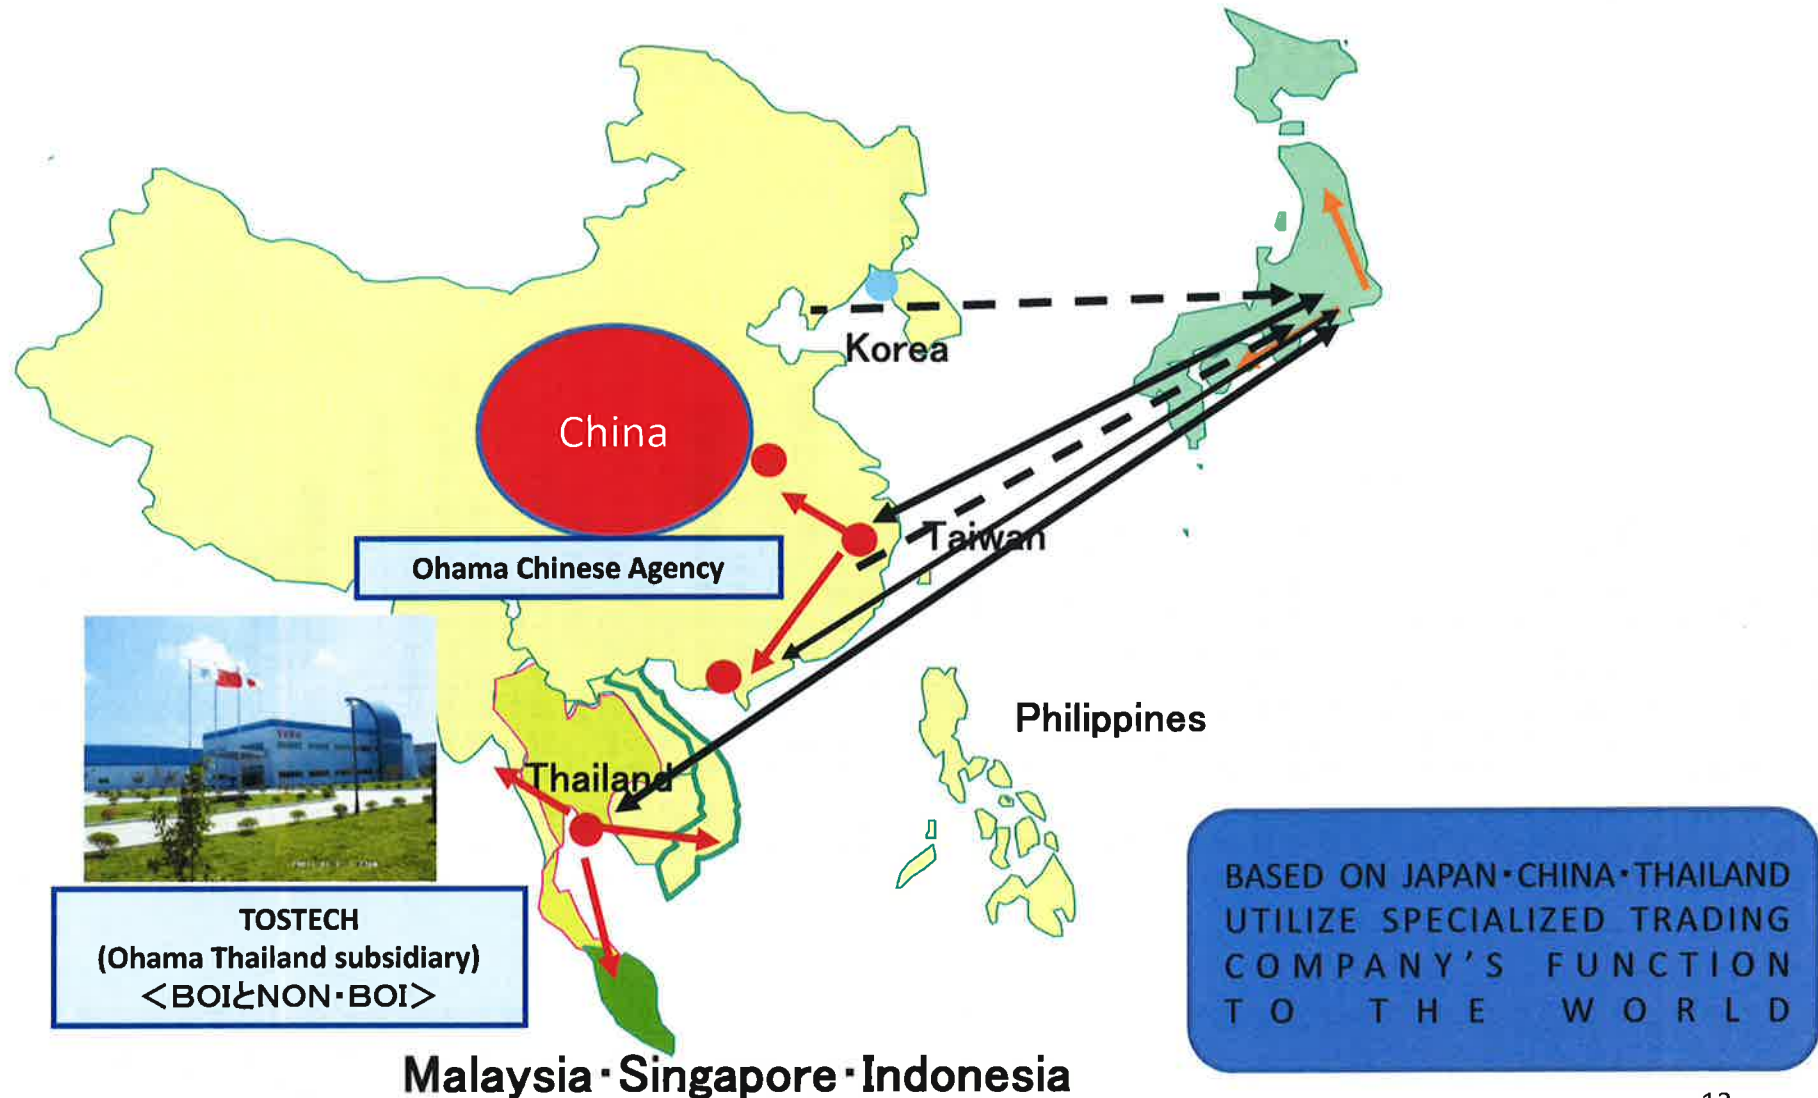 Korea
China
Taiwan
Ohama Chinese Agency
Philippines
Thailand
TOSTECH
(Ohama Thailand subsidiary)
＜BOIとNON・BOI＞
BASED ON JAPAN・CHINA・THAILAND
UTILIZE SPECIALIZED TRADING
COMPANY'S FUNCTION
TO THE WORLD
Malaysia・Singapore・Indonesia